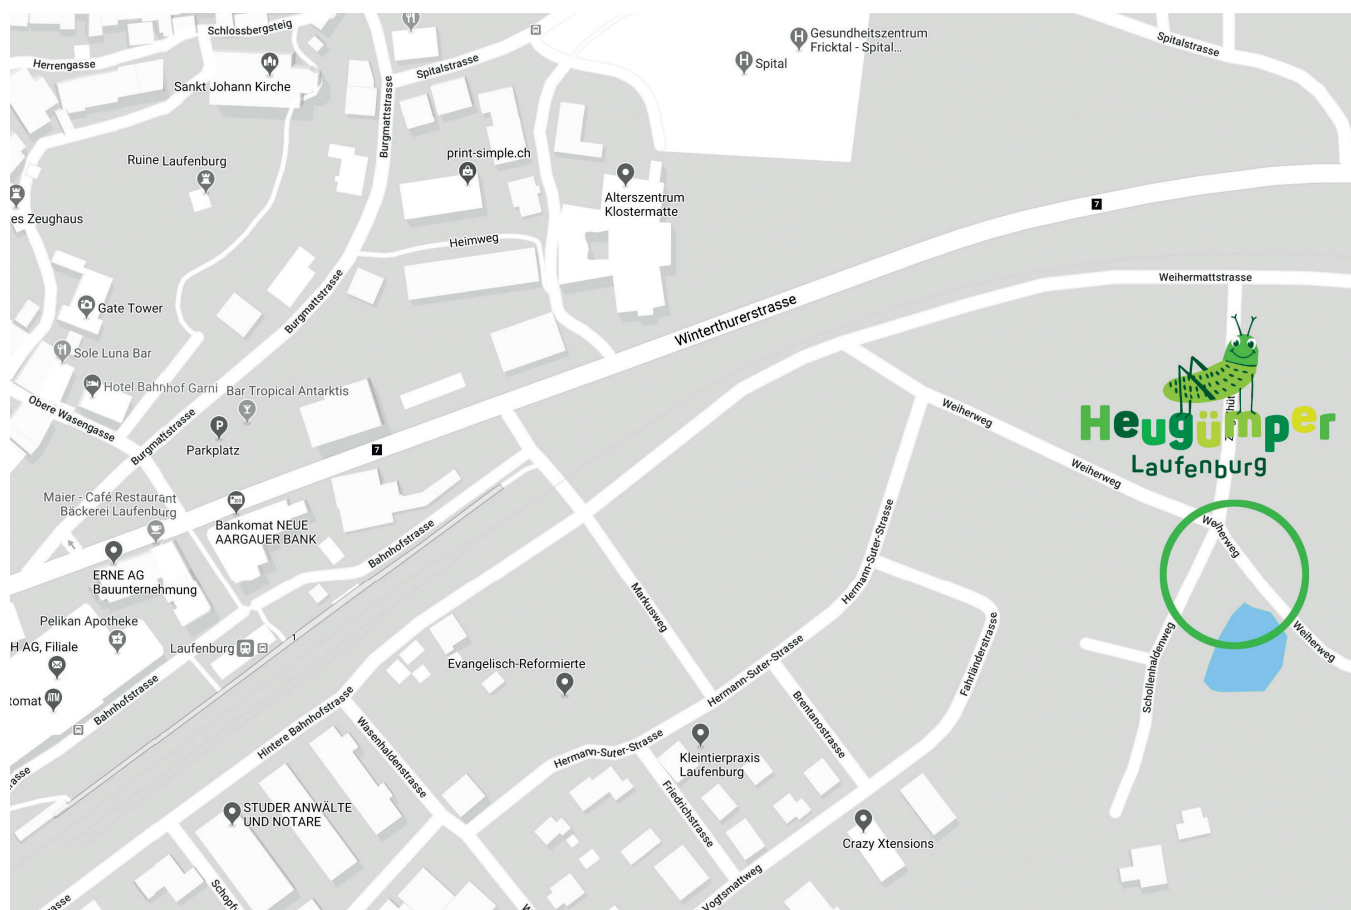 Schlossbergsteig
Herrengasse
Sankt Johann Kirche
Spitalstrasse
Burgmattstrasse
Gesundheitszentrum
Fricktal - Spital...
Spital
Spitalstrasse
Ruine Laufenburg
print-simple.ch
Alterszentrum
Klostermatte
es Zeughaus
7
Heimweg
Gate Tower
Burgmattstrasse
Winterthurerstrasse
Weihermattstrasse
Sole Luna Bar
Hotel Bahnhof Garni
Bar Tropical Antarktis
Obere Wasengasse
Burgmattstrasse
P
Parkplatz
7
Weiherweg
Weiherweg
Heugümper
Laufenburg
Maier - Café Restaurant
Bäckerei Laufenburg
Bankomat NEUE
AARGAUER BANK
Bahnhofstrasse
ERNE AG
Bauunternehmung
Hermann-Suter-Strasse
Weiherweg
Markusweg
Pelikan Apotheke
H AG, Filiale
Laufenburg
1
Weiherweg
Evangelisch-Reformierte
Hermann-Suter-Strasse
Fahrländerstrasse
Schollenhaldenweg
ATM
tomat
Bahnhofstrasse
Hintere Bahnhofstrasse
Wasenhaldenstrasse
Brentanostrasse
Hermann-Suter-Strasse
Kleintierpraxis
Laufenburg
rasse
STUDER ANWÄLTE
UND NOTARE
Friedrichstrasse
Crazy Xtensions
Vogtsmattweg
Schopf
asse
W